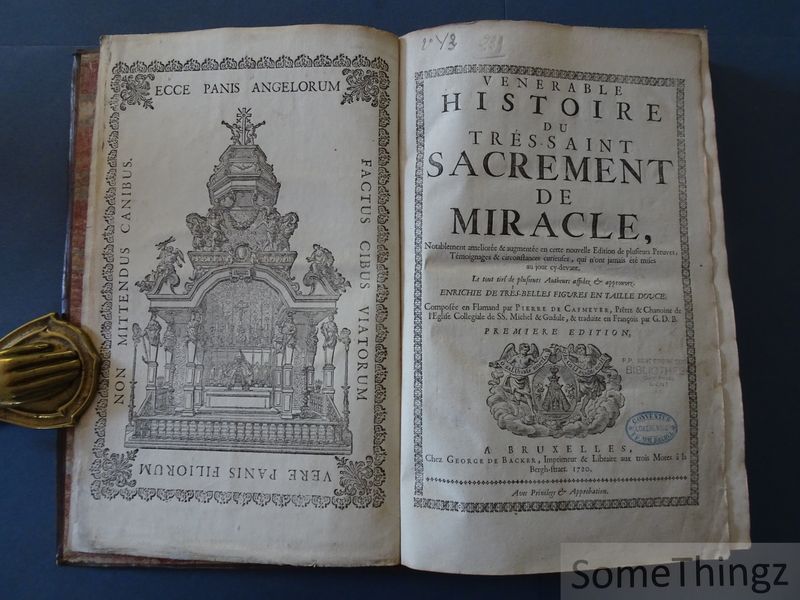 ECCE PANIS ANGELORUM
FACTUS CIBUS VIATORUM
VERE PANIS FILIORUM
NON MITTENDUS CANIBUS.
VENERABLE
HISTOIRE
DU
TRÉS-SAINT
SACREMENT
DE
MIRACLE,
Notablement ameliorée & augmentée en cette nouvelle Edition de plusieurs Preuves,
Témoignages & circonstances curieuses, qui n'ont jamais été mises
au jour cy-devant.
Le tout tiré de plusieurs Autheurs affidez & approuvez.
ENRICHIE DE TRES-BELLES FIGURES EN TAILLE DOUCE.
Composée en Flamand par PIERRE DE CAFMEYER, Prêtre & Chanoine de
l'Eglise Collegiale de SS. Michel & Gudule, & traduite en François par G. D. B.
PREMIERE EDITION,
BIBLIOTHEEK
CONVENTUS
A BRUXELLES,
Chez GEORGE DE BACKER, Imprimeur & Libraire aux trois Mores à la
Bergh-straet. 1720.
Avec Privilege & Approbation.
SomeThingz